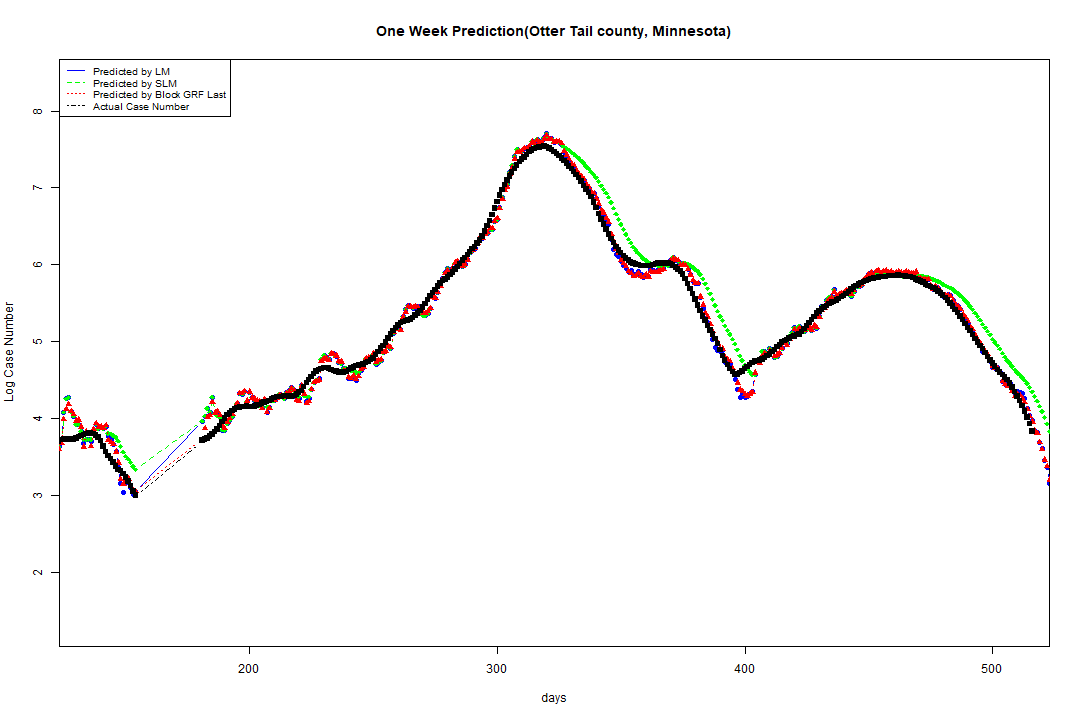 One Week Prediction(Otter Tail county, Minnesota)
Predicted by LM
Predicted by SLM
Predicted by Block GRF Last
Actual Case Number
8
7
6
5
4
3
2
Log Case Number
200 300 400 500
days